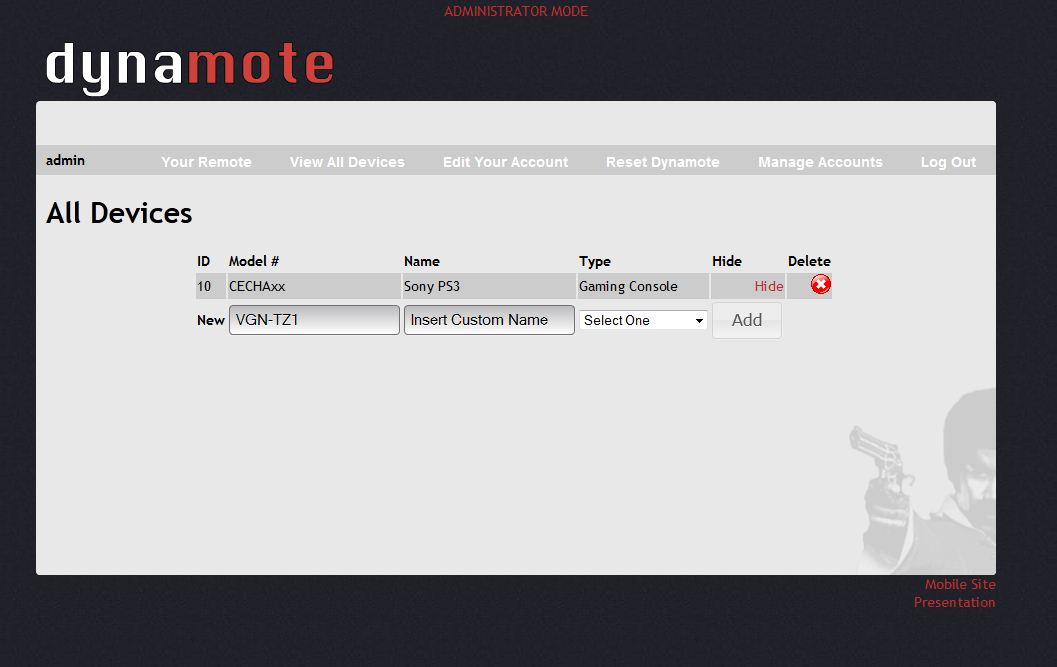 ADMINISTRATOR MODE
dynamote
admin Your Remote View All Devices Edit Your Account Reset Dynamote Manage Accounts Log Out
All Devices
ID Model # Name Type Hide Delete
10 CECHAxx Sony PS3 Gaming Console Hide
New VGN-TZ1 Insert Custom Name Select One Add
Mobile Site
Presentation